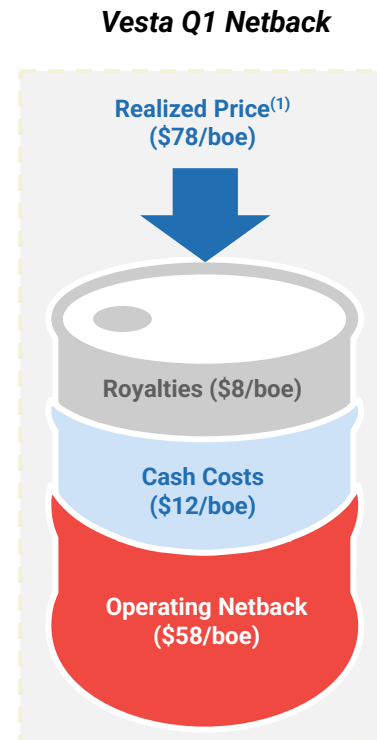 Vesta Q1 Netback
Realized Price(1)
($78/boe)
Royalties ($8/boe)
Cash Costs
($12/boe)
Operating Netback
($58/boe)